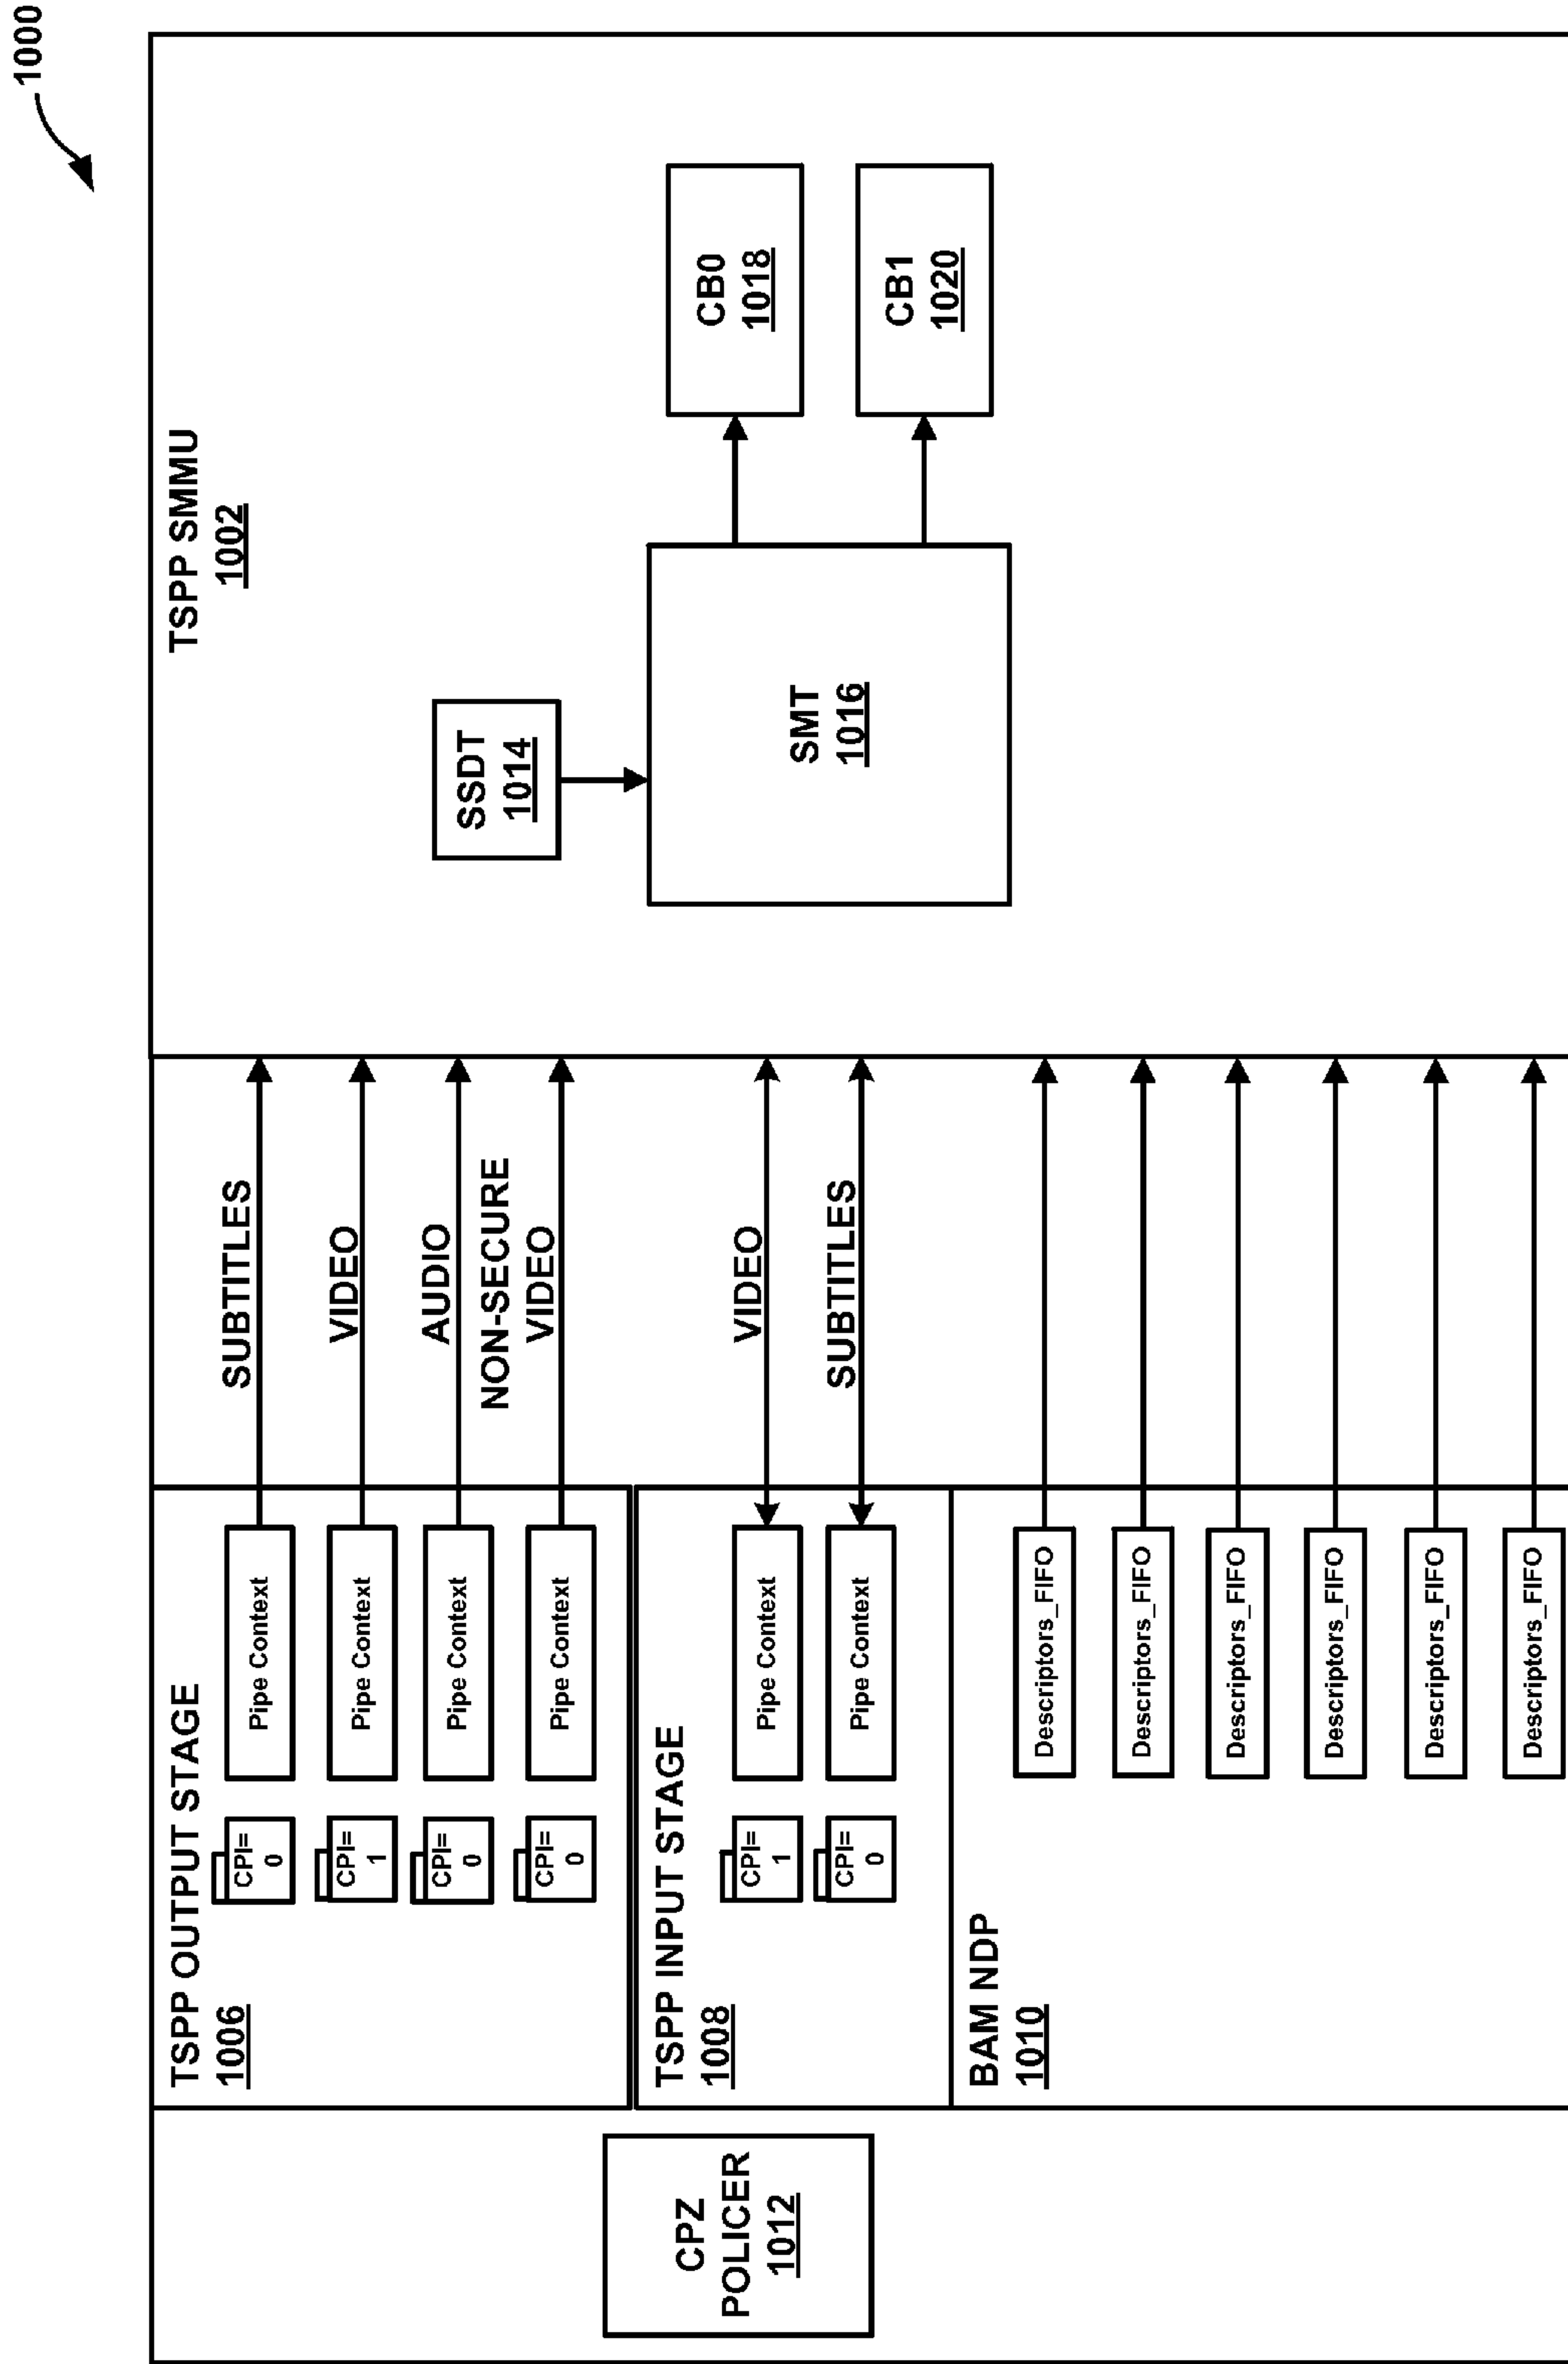 1000
TSPP SMMU
1002
SSDT
1014
SMT
1016
CB0
1018
CB1
1020
TSPP OUTPUT STAGE
1006
CPI=
0
Pipe Context
SUBTITLES
CPI=
1
Pipe Context
VIDEO
CPI=
0
Pipe Context
AUDIO
CPI=
0
Pipe Context
NON-SECURE
VIDEO
TSPP INPUT STAGE
1008
CPI=
1
Pipe Context
VIDEO
CPI=
0
Pipe Context
SUBTITLES
BAM NDP
1010
Descriptors_FIFO
Descriptors_FIFO
Descriptors_FIFO
Descriptors_FIFO
Descriptors_FIFO
Descriptors_FIFO
CPZ
POLICER
1012